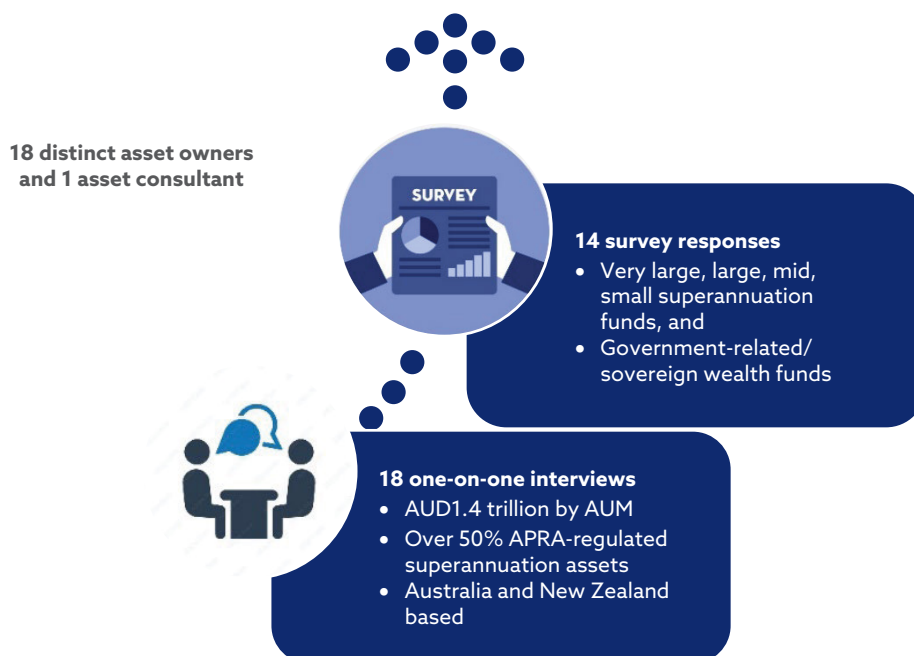 18 distinct asset owners
and 1 asset consultant
SURVEY
14 survey responses
• Very large, large, mid,
small superannuation
funds, and
• Government-related/
sovereign wealth funds
18 one-on-one interviews
• AUD1.4 trillion by AUM
• Over 50% APRA-regulated
superannuation assets
• Australia and New Zealand
based